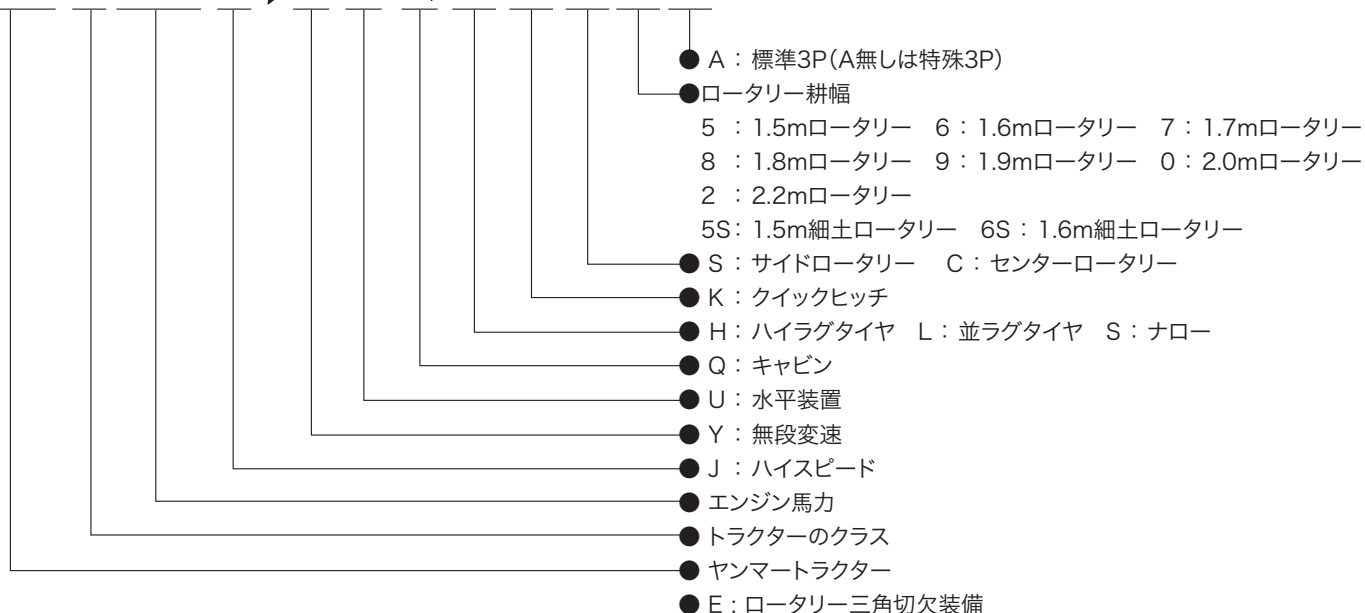 A：標準3P（A無しは特殊3P）
ロータリー耕幅
5 ：1.5mロータリー 6：1.6mロータリー 7：1.7mロータリー
8 ：1.8mロータリー 9：1.9mロータリー 0：2.0mロータリー
2 ：2.2mロータリー
5S：1.5m細土ロータリー 6S：1.6m細土ロータリー
S：サイドロータリー C：センターロータリー
K：クイックヒッチ
H：ハイラグタイヤ L：並ラグタイヤ S：ナロー
Q：キャビン
U：水平装置
Y：無段変速
J：ハイスピード
エンジン馬力
トラクターのクラス
ヤンマートラクター
E：ロータリー三角切欠装備